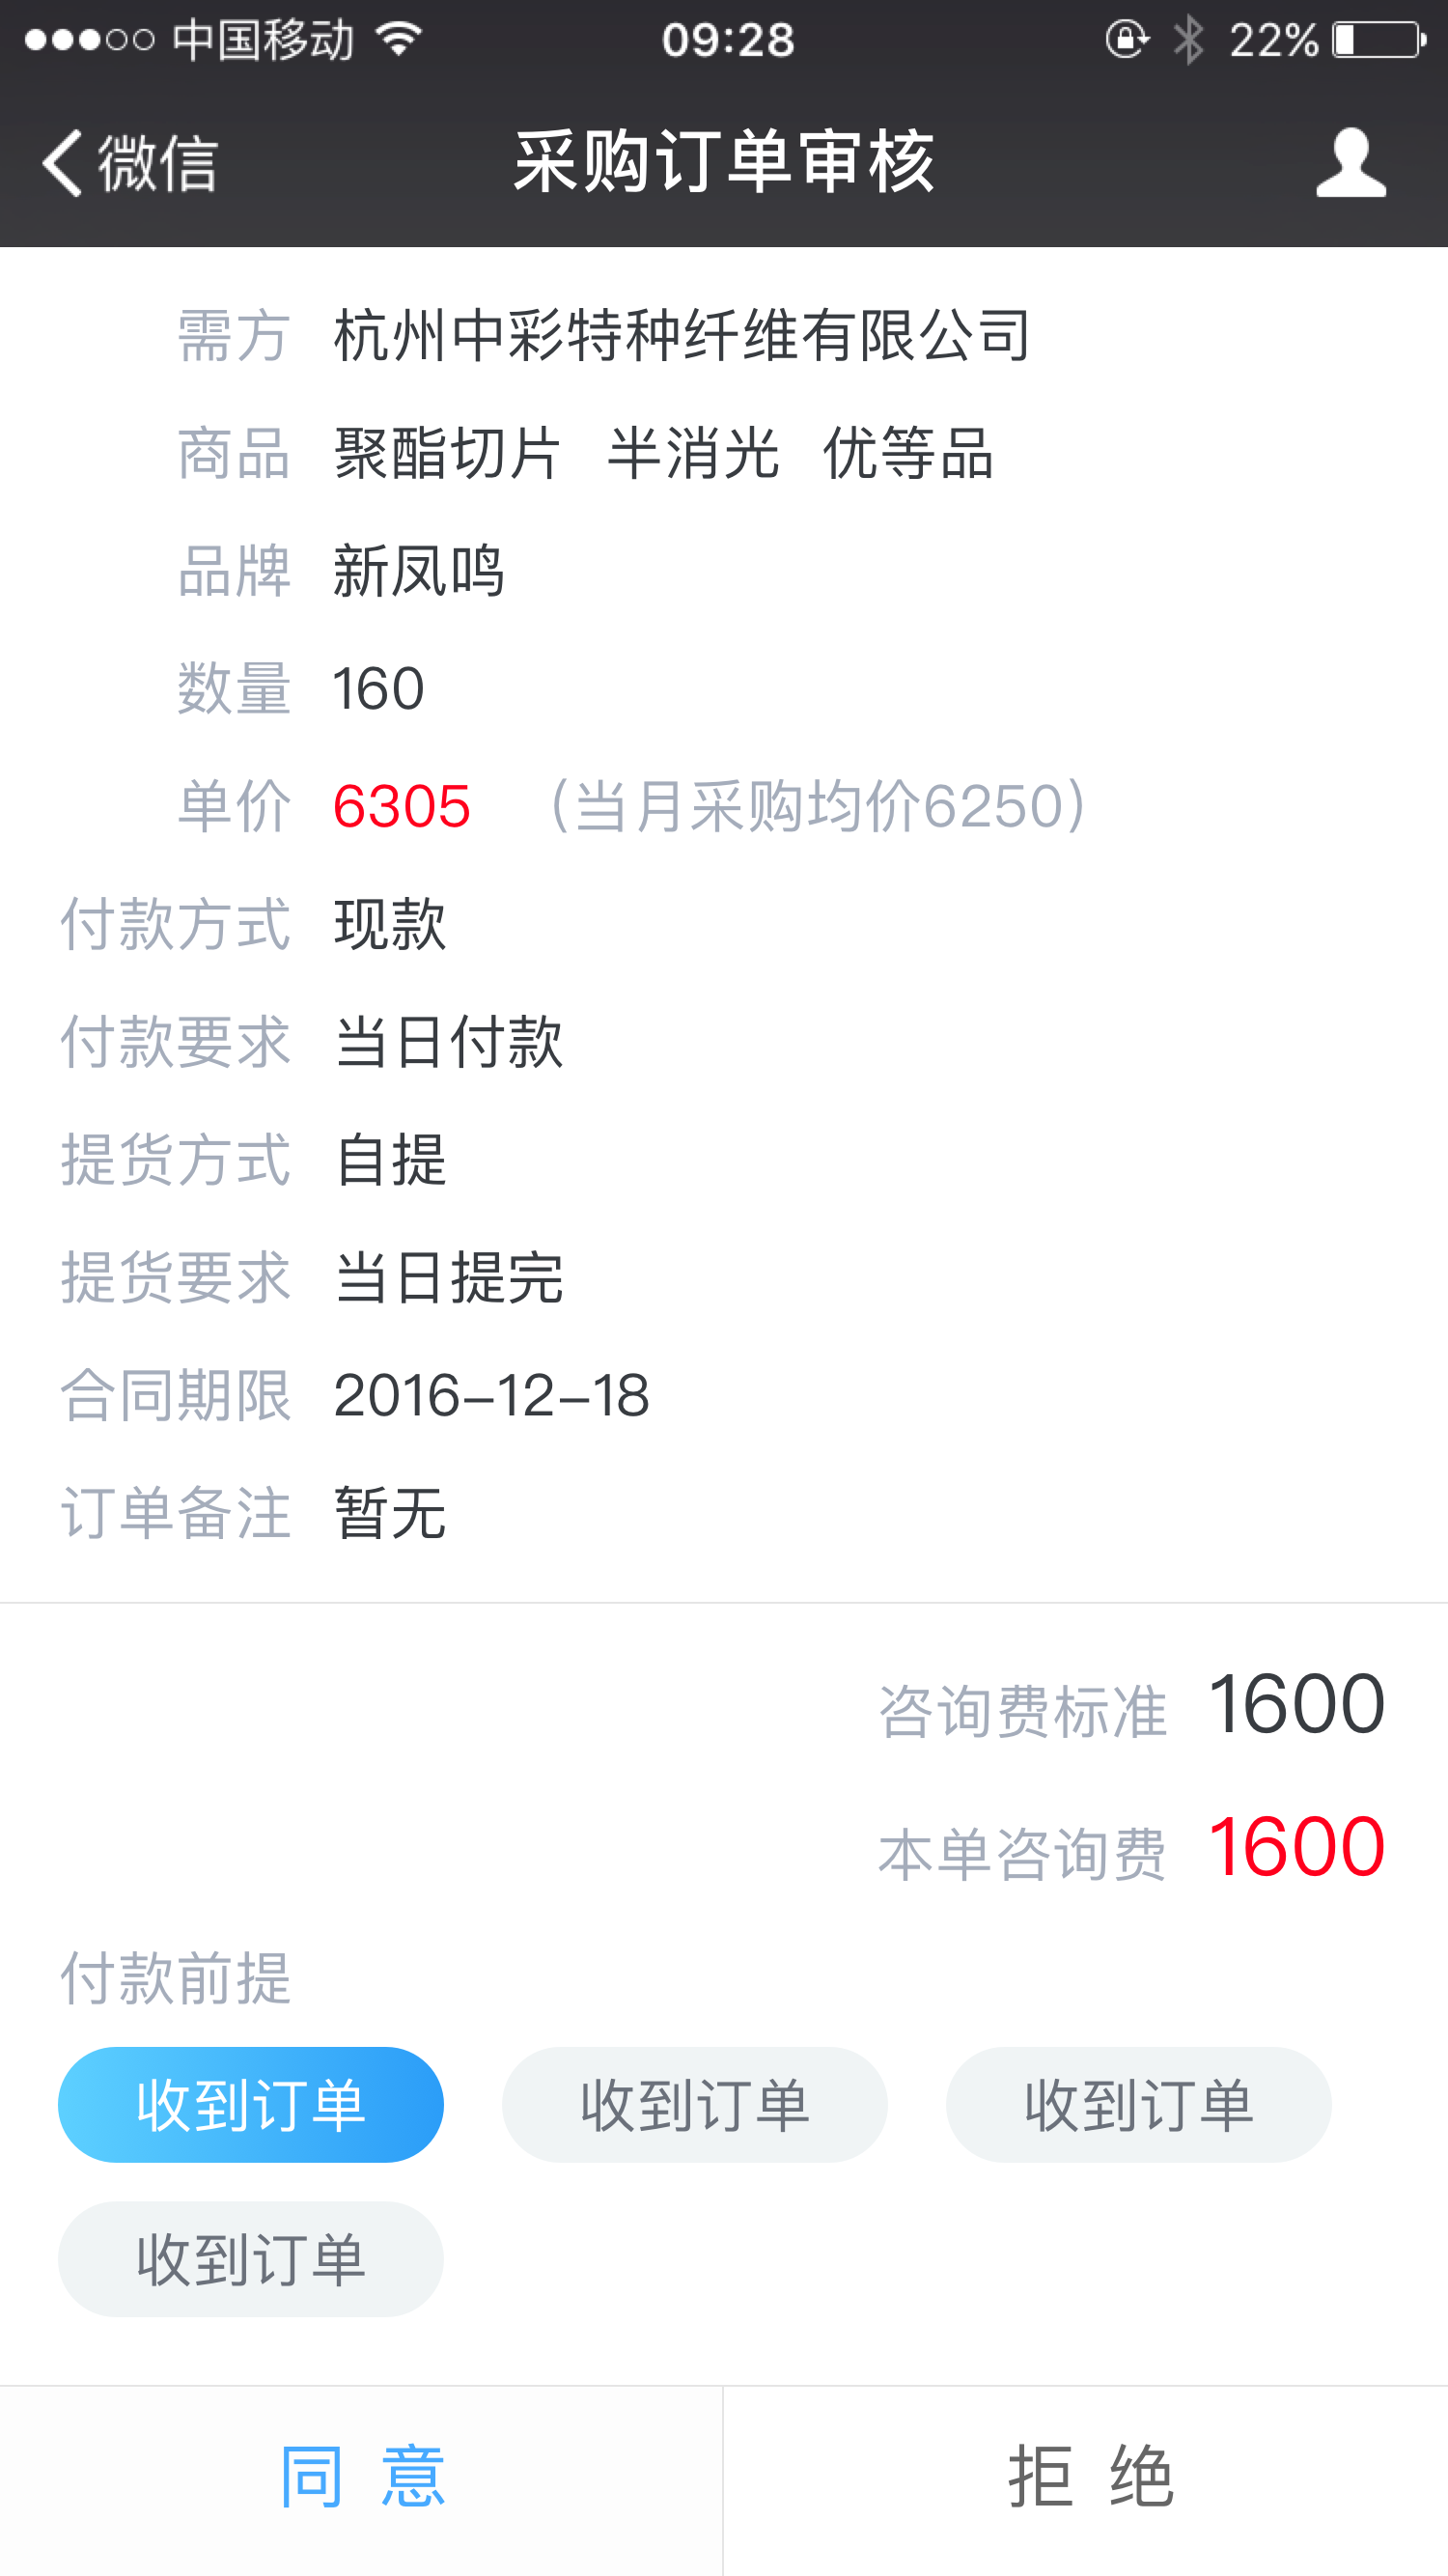 中国移动 09:28 22%
微信 采购订单审核
需方 杭州中彩特种纤维有限公司
商品 聚酯切片 半消光 优等品
品牌 新凤鸣
数量 160
单价 6305 (当月采购均价6250)
付款方式 现款
付款要求 当日付款
提货方式 自提
提货要求 当日提完
合同期限 2016-12-18
订单备注 暂无
咨询费标准 1600
本单咨询费 1600
付款前提
收到订单 收到订单 收到订单
收到订单
同 意 拒 绝